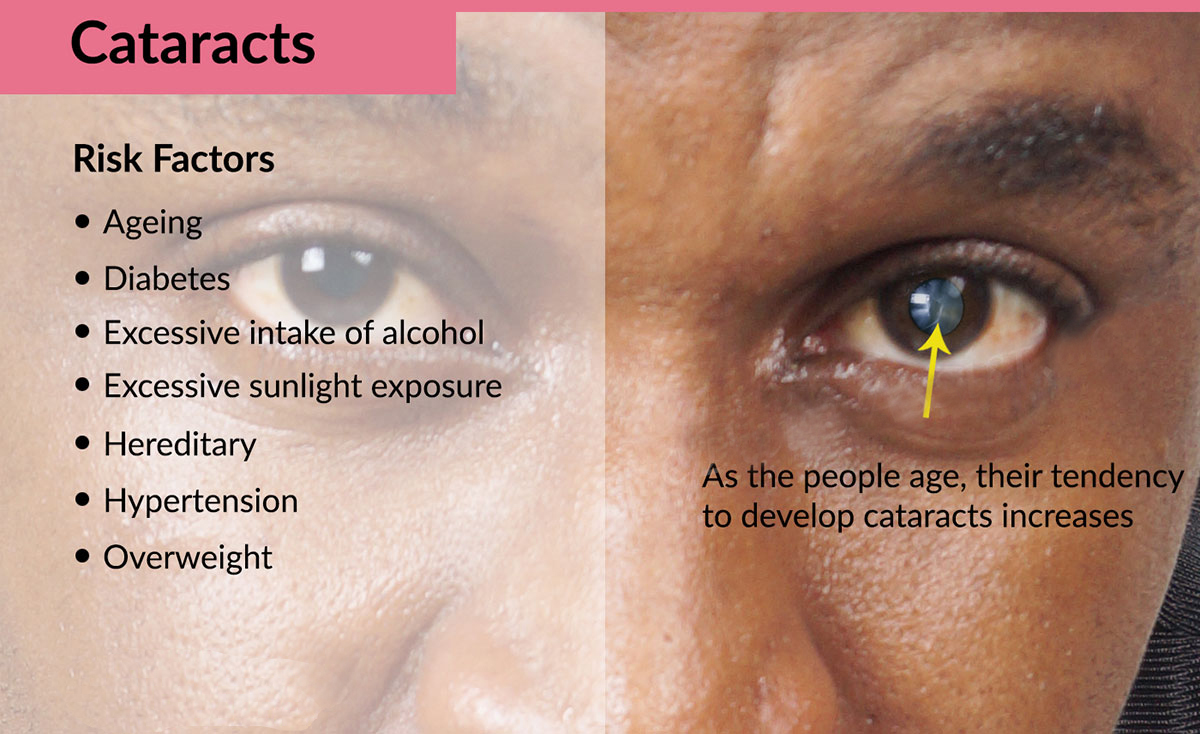 Cataracts
Risk Factors
• Ageing
• Diabetes
• Excessive intake of alcohol
• Excessive sunlight exposure
• Hereditary
• Hypertension
• Overweight
As the people age, their tendency
to develop cataracts increases